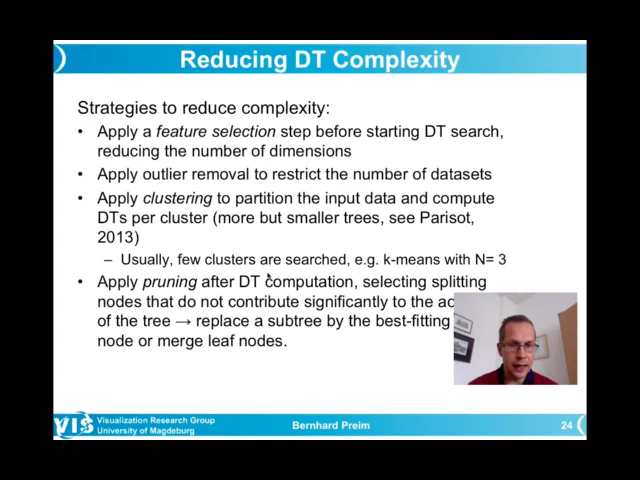 Reducing DT Complexity
Strategies to reduce complexity:
• Apply a feature selection step before starting DT search,
reducing the number of dimensions
• Apply outlier removal to restrict the number of datasets
• Apply clustering to partition the input data and compute
DTs per cluster (more but smaller trees, see Parisot,
2013)
– Usually, few clusters are searched, e.g. k-means with N= 3
• Apply pruning after DT computation, selecting splitting
nodes that do not contribute significantly to the
of the tree → replace a subtree by the best-fitting
node or merge leaf nodes.
VIS
Visualization Research Group
University of Magdeburg
Bernhard Preim
24